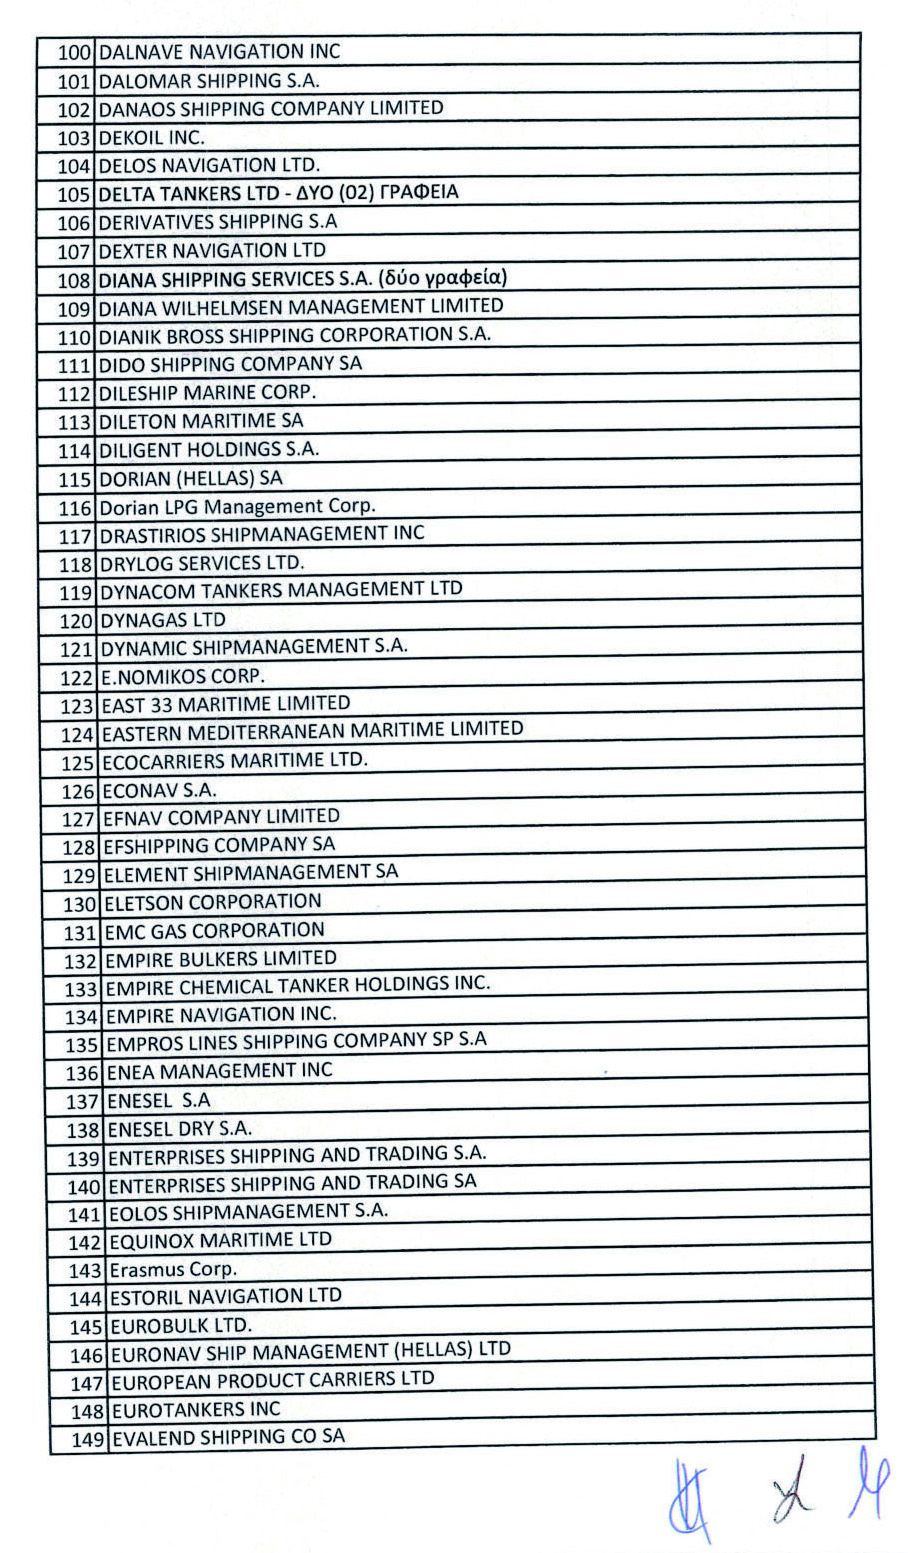 100 DALNAVE NAVIGATION INC
101 DALOMAR SHIPPING S.A.
102 DANAOS SHIPPING COMPANY LIMITED
103 DEKOIL INC.
104 DELOS NAVIGATION LTD.
105 DELTA TANKERS LTD - ΔΥΟ (02) ΓΡΑΦΕΙΑ
106 DERIVATIVES SHIPPING S.A
107 DEXTER NAVIGATION LTD
108 DIANA SHIPPING SERVICES S.A. (δύο γραφεία)
109 DIANA WILHELMSEN MANAGEMENT LIMITED
110 DIANIK BROSS SHIPPING CORPORATION S.A.
111 DIDO SHIPPING COMPANY SA
112 DILESHIP MARINE CORP.
113 DILETON MARITIME SA
114 DILIGENT HOLDINGS S.A.
115 DORIAN (HELLAS) SA
116 Dorian LPG Management Corp.
117 DRASTIRIOS SHIPMANAGEMENT INC
118 DRYLOG SERVICES LTD.
119 DYNACOM TANKERS MANAGEMENT LTD
120 DYNAGAS LTD
121 DYNAMIC SHIPMANAGEMENT S.A.
122 E.NOMIKOS CORP.
123 EAST 33 MARITIME LIMITED
124 EASTERN MEDITERRANEAN MARITIME LIMITED
125 ECOCARRIERS MARITIME LTD.
126 ECONAV S.A.
127 EFNAV COMPANY LIMITED
128 EFSHIPPING COMPANY SA
129 ELEMENT SHIPMANAGEMENT SA
130 ELETSON CORPORATION
131 EMC GAS CORPORATION
132 EMPIRE BULKERS LIMITED
133 EMPIRE CHEMICAL TANKER HOLDINGS INC.
134 EMPIRE NAVIGATION INC.
135 EMPROS LINES SHIPPING COMPANY SP S.A
136 ENEA MANAGEMENT INC
137 ENESEL  S.A
138 ENESEL DRY S.A.
139 ENTERPRISES SHIPPING AND TRADING S.A.
140 ENTERPRISES SHIPPING AND TRADING SA
141 EOLOS SHIPMANAGEMENT S.A.
142 EQUINOX MARITIME LTD
143 Erasmus Corp.
144 ESTORIL NAVIGATION LTD
145 EUROBULK LTD.
146 EURONAV SHIP MANAGEMENT (HELLAS) LTD
147 EUROPEAN PRODUCT CARRIERS LTD
148 EUROTANKERS INC
149 EVALEND SHIPPING CO SA